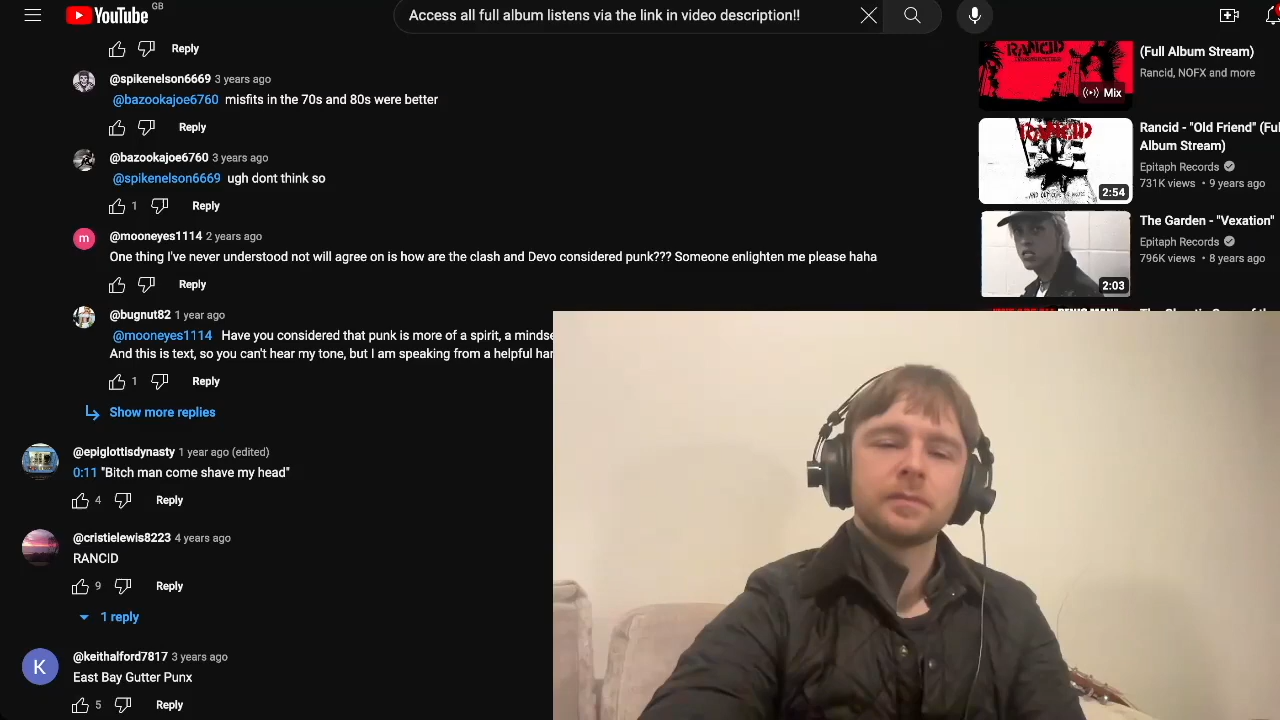 YouTube GB
Access all full album listens via the link in video description!!
Reply
@spikenelson6669 3 years ago
@bazookajoe6760 misfits in the 70s and 80s were better
Reply
@bazookajoe6760 3 years ago
@spikenelson6669 ugh dont think so
1 Reply
m
@mooneyes1114 2 years ago
One thing I've never understood not will agree on is how are the clash and Devo considered punk??? Someone enlighten me please haha
Reply
@bugnut82 1 year ago
@mooneyes1114 Have you considered that punk is more of a spirit, a mindse
And this is text, so you can't hear my tone, but I am speaking from a helpful har
1 Reply
Show more replies
@epiglottisdynasty 1 year ago (edited)
0:11 "Bitch man come shave my head"
4 Reply
@cristielewis8223 4 years ago
RANCID
9 Reply
1 reply
K
@keithalford7817 3 years ago
East Bay Gutter Punx
5 Reply
RANCID
Mix
(Full Album Stream)
Rancid, NOFX and more
RANCID
2:54
Rancid - "Old Friend" (Full
Album Stream)
Epitaph Records
731K views • 9 years ago
2:03
The Garden - "Vexation"
Epitaph Records
796K views • 8 years ago